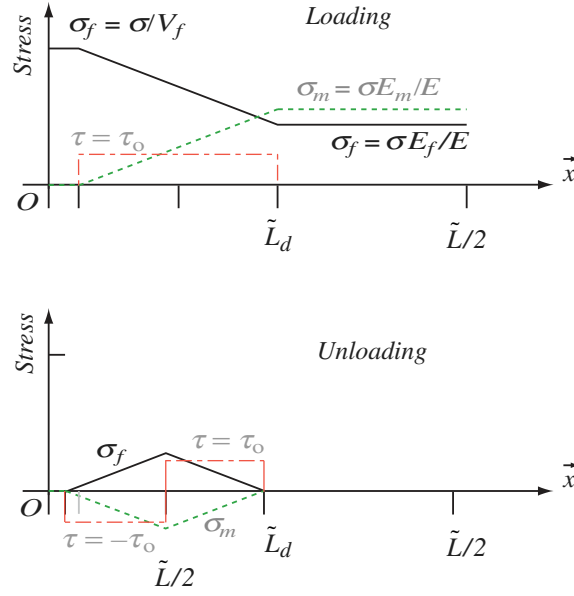 Stress
σ_f = σ/V_f
Loading
σ_m = σE_m/E
τ = τ_o
σ_f = σE_f/E
O
x⃗
L̃_d
L̃/2
Stress
Unloading
σ_f
τ = τ_o
x⃗
O
τ = −τ_o
σ_m
L̃_d
L̃/2
L̃/2